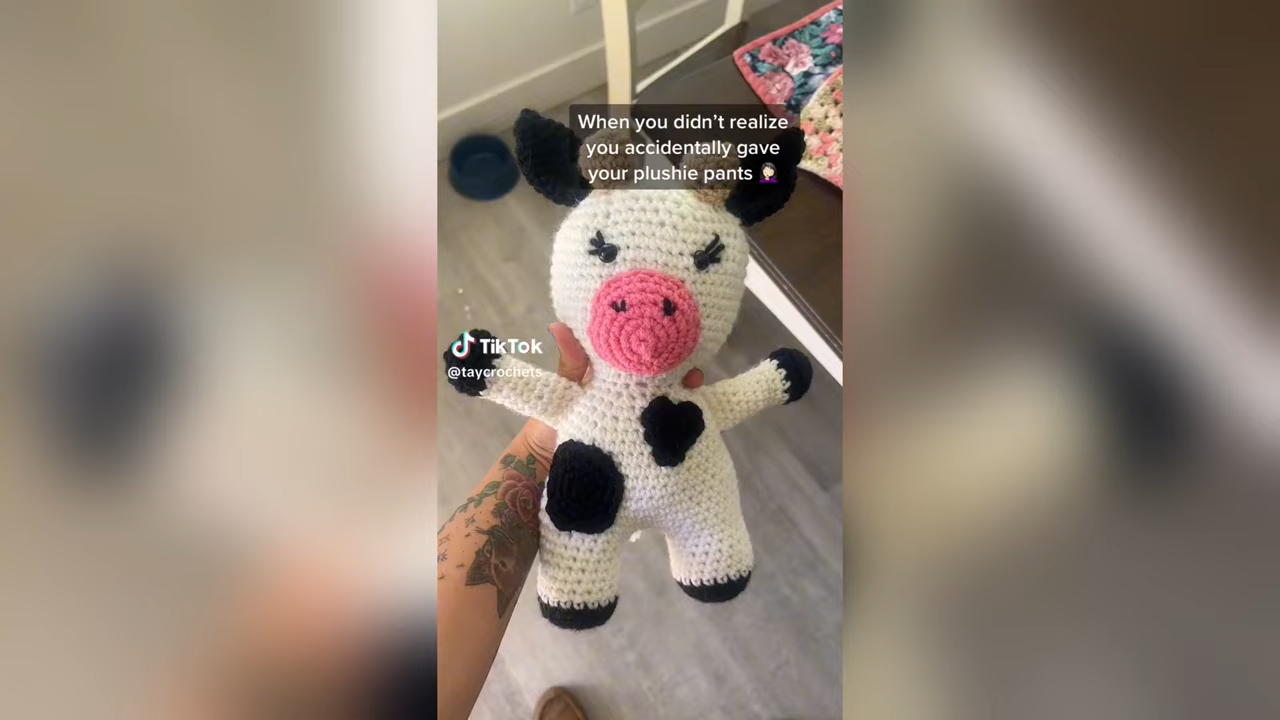 When you didn't realize
you accidentally gave
your plushie pants 🤦🏻‍♀️
TikTok
@taycrochets